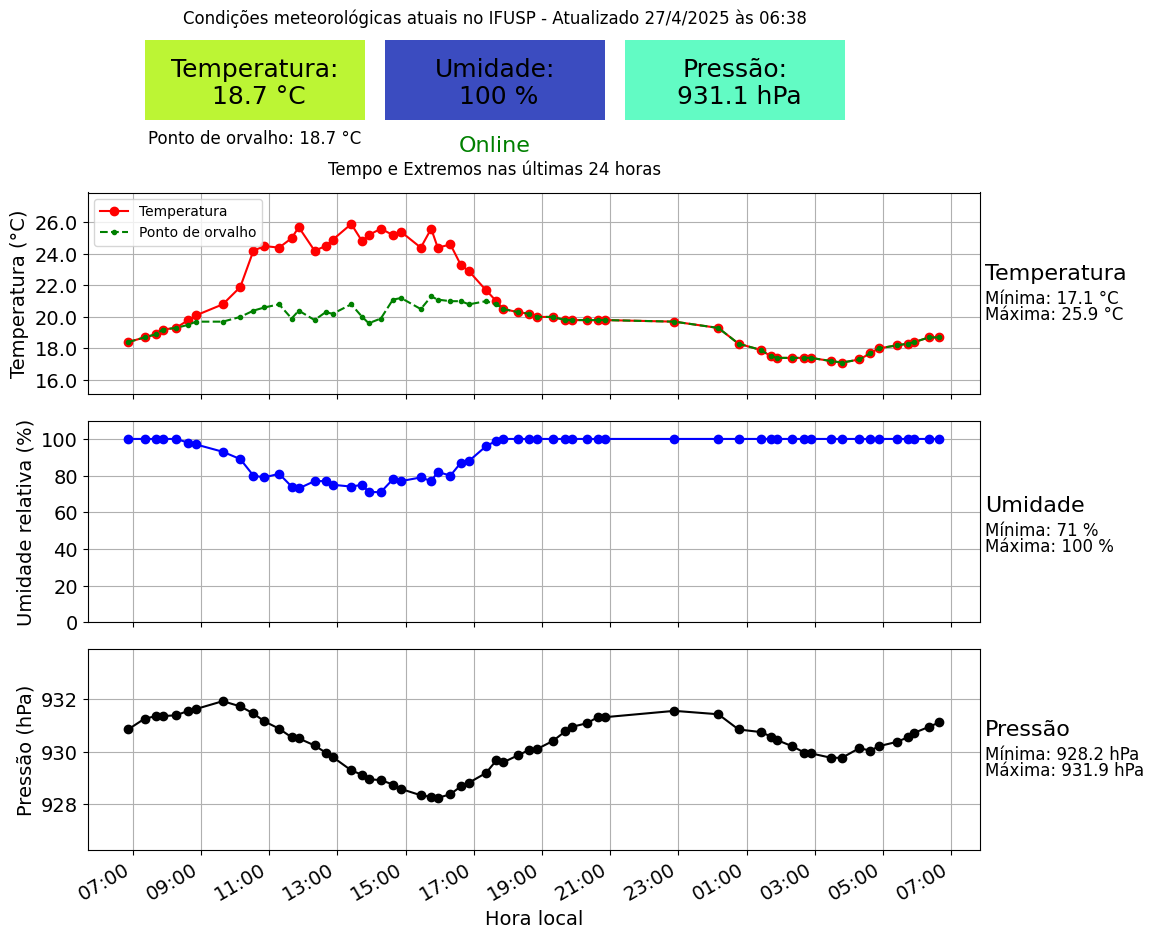 Condições meteorológicas atuais no IFUSP - Atualizado 27/4/2025 às 06:38
Temperatura:
18.7 °C
Umidade:
100 %
Pressão:
931.1 hPa
Ponto de orvalho: 18.7 °C
Online
Tempo e Extremos nas últimas 24 horas
Temperatura (°C)
26.0
24.0
22.0
20.0
18.0
16.0
Temperatura
Ponto de orvalho
Temperatura
Mínima: 17.1 °C
Máxima: 25.9 °C
Umidade relativa (%)
100
80
60
40
20
0
Umidade
Mínima: 71 %
Máxima: 100 %
Pressão (hPa)
932
930
928
Pressão
Mínima: 928.2 hPa
Máxima: 931.9 hPa
07:00 09:00 11:00 13:00 15:00 17:00 19:00 21:00 23:00 01:00 03:00 05:00 07:00
Hora local